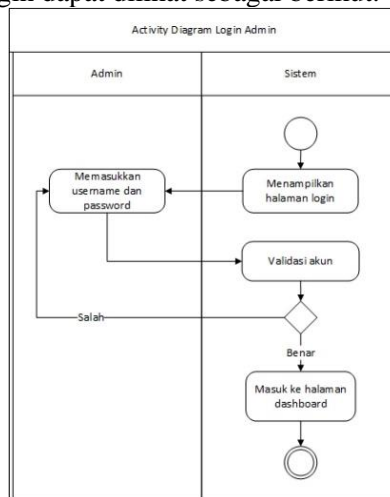 dapat dilihat sebagai berikut.
Activity Diagram Login Admin
Admin
Sistem
Menampilkan
halaman login
Memasukkan
username dan
password
Validasi akun
Salah
Benar
Masuk ke halaman
dashboard